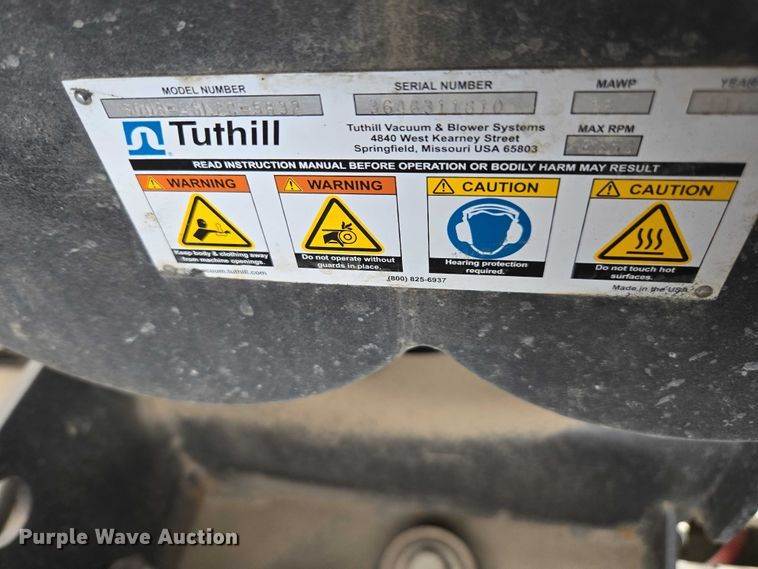 MODEL NUMBER SERIAL NUMBER MAWP
Tuthill
Tuthill Vacuum & Blower Systems
4840 West Kearney Street
Springfield, Missouri USA 65803
MAX RPM
READ INSTRUCTION MANUAL BEFORE OPERATION OR BODILY HARM MAY RESULT
WARNING
Keep body & clothing away
from machine openings.
WARNING
Do not operate without
guards in place.
CAUTION
Hearing protection
required.
CAUTION
Do not touch hot
surfaces.
vacuum.tuthill.com
(800) 825-6937
Made in the USA
Purple Wave Auction